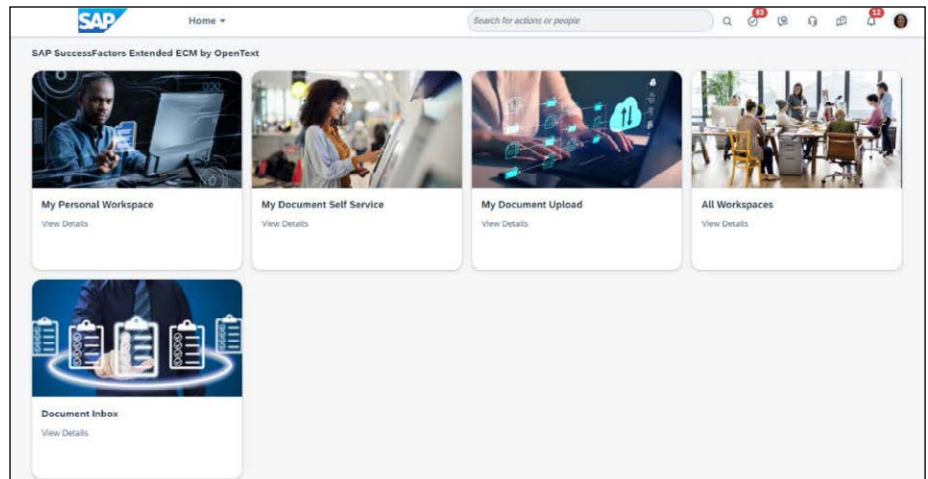 SAP
Home
Search for actions or people
83
12
SAP SuccessFactors Extended ECM by OpenText
My Personal Workspace
View Details
My Document Self Service
View Details
My Document Upload
View Details
All Workspaces
View Details
Document Inbox
View Details